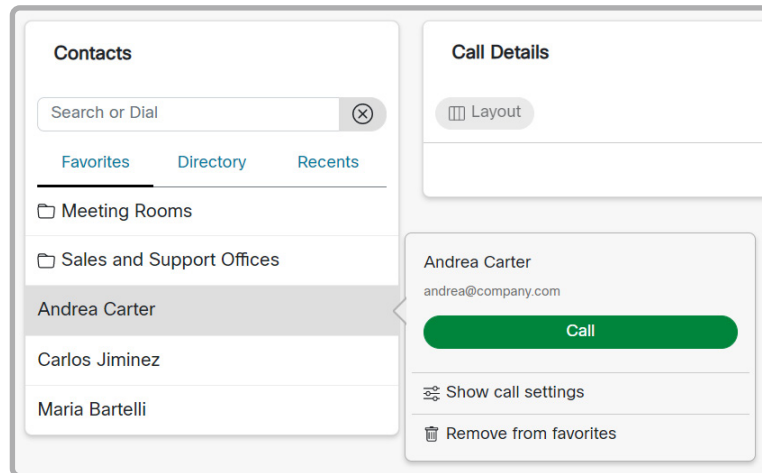 Contacts
Search or Dial
Favorites Directory Recents
Meeting Rooms
Sales and Support Offices
Andrea Carter
Carlos Jiminez
Maria Bartelli
Call Details
Layout
Andrea Carter
andrea@company.com
Call
Show call settings
Remove from favorites